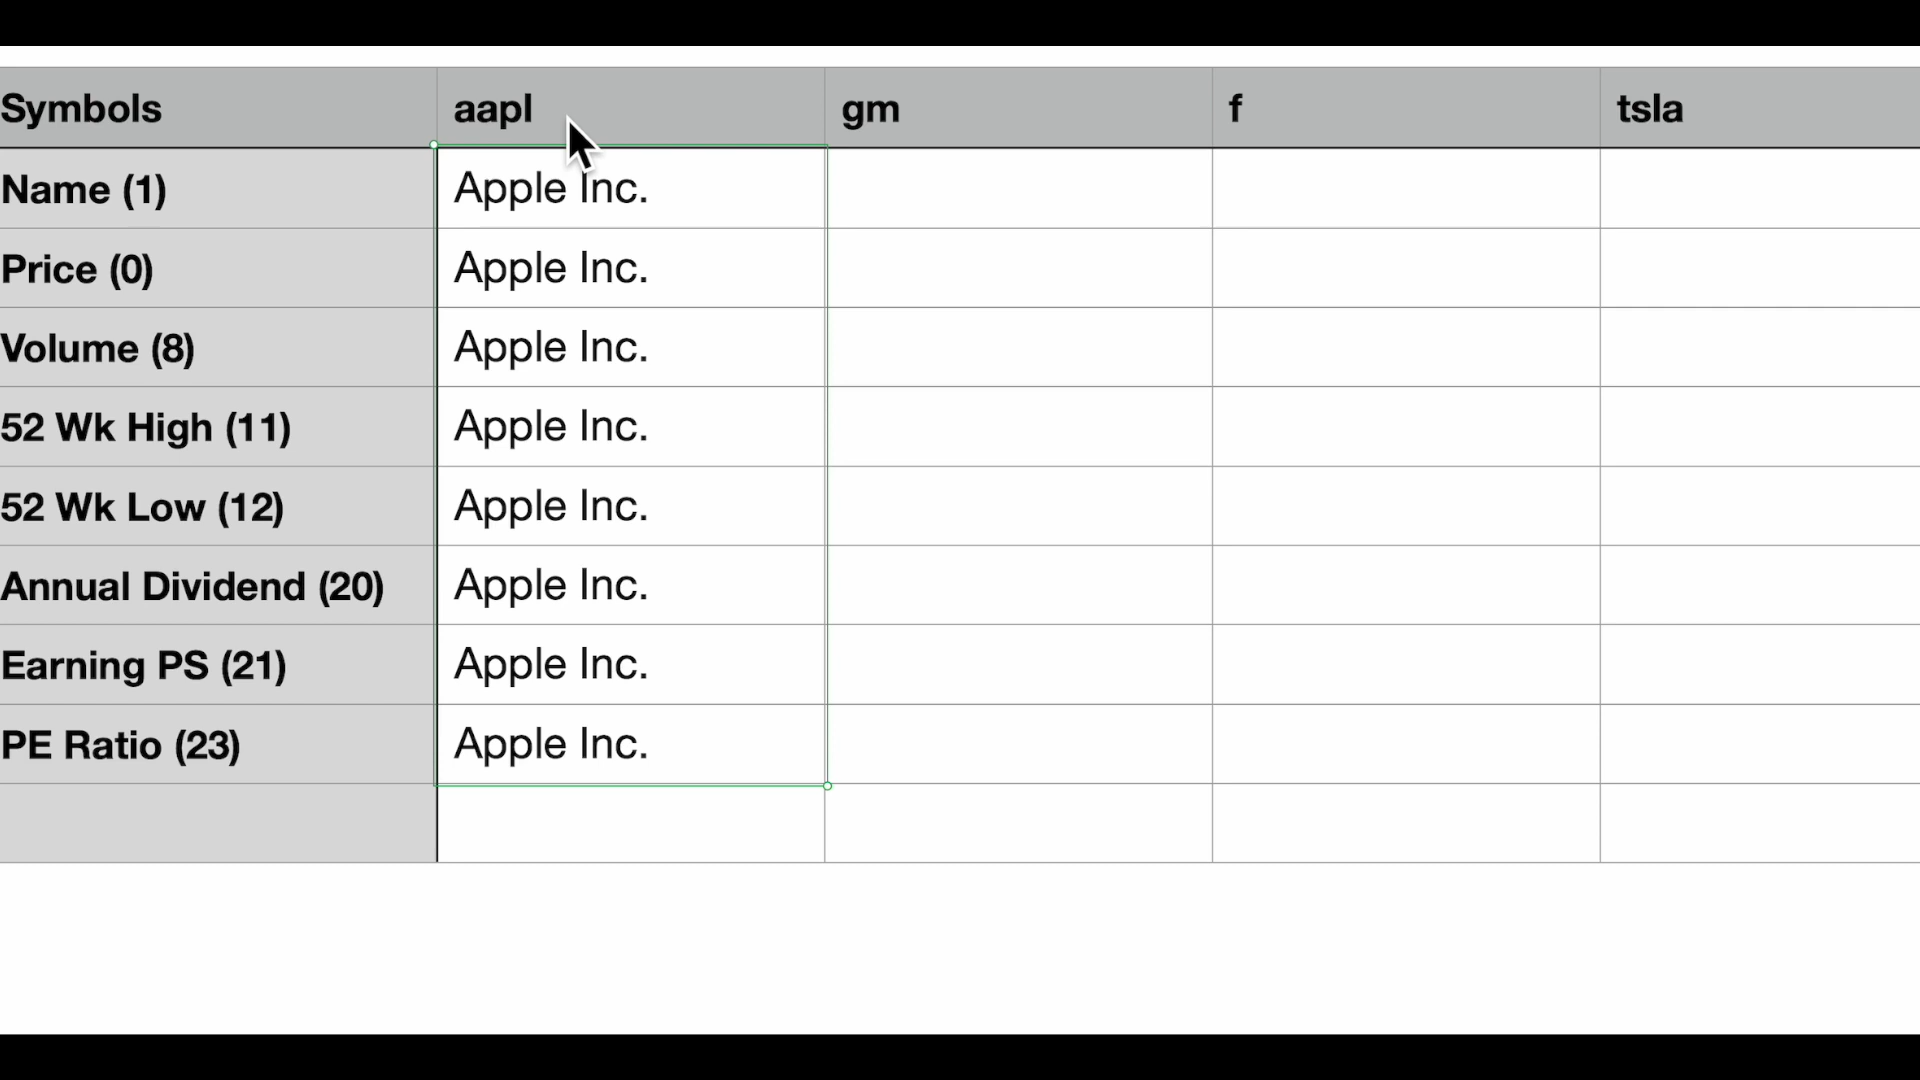 Symbols aapl gm f tsla
Name (1) Apple Inc.
Price (0) Apple Inc.
Volume (8) Apple Inc.
52 Wk High (11) Apple Inc.
52 Wk Low (12) Apple Inc.
Annual Dividend (20) Apple Inc.
Earning PS (21) Apple Inc.
PE Ratio (23) Apple Inc.